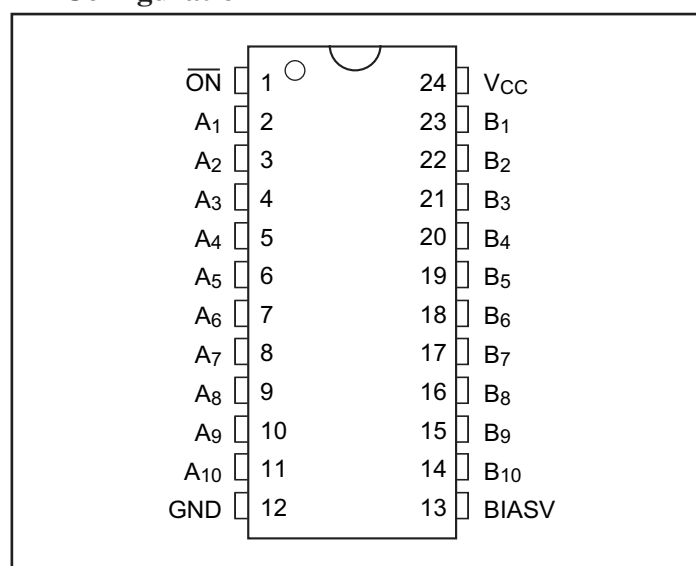 Configuration
ON 1 24 VCC
A1 2 23 B1
A2 3 22 B2
A3 4 21 B3
A4 5 20 B4
A5 6 19 B5
A6 7 18 B6
A7 8 17 B7
A8 9 16 B8
A9 10 15 B9
A10 11 14 B10
GND 12 13 BIASV